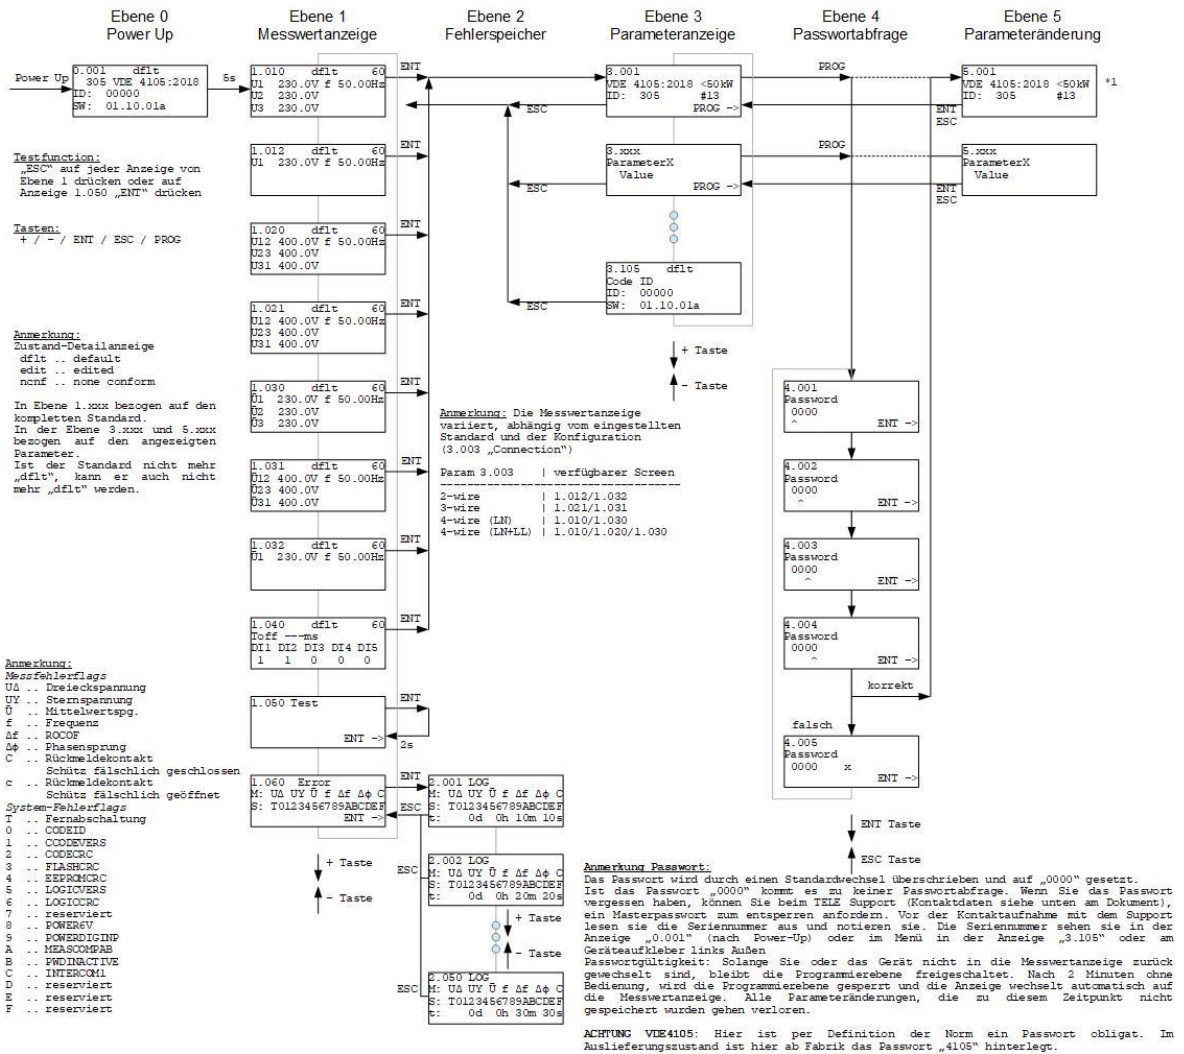 Ebene 0
Power Up
Ebene 1
Messwertanzeige
Ebene 2
Fehlerspeicher
Ebene 3
Parameteranzeige
Ebene 4
Passwortabfrage
Ebene 5
Parameteränderung
Power Up
0.001 dflt
305 VDE 4105:2018
ID: 00000
SW: 01.10.01a
5s
1.010 dflt 60
U1 230.0V f 50.00Hz
U2 230.0V
U3 230.0V
ENT
3.001
VDE 4105:2018 <50kW
ID: 305 #13
PROG ->
PROG
5.001
VDE 4105:2018 <50kW
ID: 305 #13
*1
ESC
ENT
ESC
Testfunction:
„ESC“ auf jeder Anzeige von
Ebene 1 drücken oder auf
Anzeige 1.050 „ENT“ drücken
1.012 dflt 60
U1 230.0V f 50.00Hz
ENT
3.xxx
ParameterX
Value
PROG ->
PROG
5.xxx
ParameterX
Value
ESC
ENT
ESC
Tasten:
+ / - / ENT / ESC / PROG
1.020 dflt 60
U12 400.0V f 50.00Hz
U23 400.0V
U31 400.0V
ENT
3.105 dflt
Code ID
ID: 00000
SW: 01.10.01a
ESC
1.021 dflt 60
U12 400.0V f 50.00Hz
U23 400.0V
U31 400.0V
ENT
+ Taste
- Taste
Anmerkung:
Zustand-Detailanzeige
dflt .. default
edit .. edited
ncnf .. none conform
In Ebene 1.xxx bezogen auf den
kompletten Standard.
In der Ebene 3.xxx und 5.xxx
bezogen auf den angezeigten
Parameter.
Ist der Standard nicht mehr
„dflt“, kann er auch nicht
mehr „dflt“ werden.
1.030 dflt 60
Ū1 230.0V f 50.00Hz
Ū2 230.0V
Ū3 230.0V
ENT
Anmerkung: Die Messwertanzeige
variiert, abhängig vom eingestellten
Standard und der Konfiguration
(3.003 „Connection“)
Param 3.003 | verfügbarer Screen
----------------------------------
2-wire | 1.012/1.032
3-wire | 1.021/1.031
4-wire (LN) | 1.010/1.030
4-wire (LN+LL) | 1.010/1.020/1.030
4.001
Password
0000
^ ENT ->
1.031 dflt 60
Ū12 400.0V f 50.00Hz
Ū23 400.0V
Ū31 400.0V
ENT
4.002
Password
0000
^ ENT ->
1.032 dflt 60
Ū1 230.0V f 50.00Hz
ENT
4.003
Password
0000
^ ENT ->
1.040 dflt 60
Toff ---ms
DI1 DI2 DI3 DI4 DI5
1 1 0 0 0
ENT
4.004
Password
0000
^ ENT ->
korrekt
falsch
1.050 Test
ENT ->
ENT
2s
4.005
Password
0000 x
ENT ->
1.060 Error
M: UΔ UY Ū f Δf Δϕ C
S: T0123456789ABCDEF
ENT ->
ENT
ESC
2.001 LOG
M: UΔ UY Ū f Δf Δϕ C
S: T0123456789ABCDEF
t: 0d 0h 10m 10s
ESC
2.002 LOG
M: UΔ UY Ū f Δf Δϕ C
S: T0123456789ABCDEF
t: 0d 0h 20m 20s
+ Taste
- Taste
+ Taste
- Taste
ESC
2.050 LOG
M: UΔ UY Ū f Δf Δϕ C
S: T0123456789ABCDEF
t: 0d 0h 30m 30s
ENT Taste
ESC Taste
Anmerkung:
Messfehlerflags
UΔ .. Dreieckspannung
UY .. Sternspannung
Ū .. Mittelwertspg.
f .. Frequenz
Δf .. ROCOF
Δϕ .. Phasensprung
C .. Rückmeldekontakt
Schütz fälschlich geschlossen
c .. Rückmeldekontakt
Schütz fälschlich geöffnet
System-Fehlerflags
T .. Fernabschaltung
0 .. CODEID
1 .. CCODEVERS
2 .. CODECRC
3 .. FLASHCRC
4 .. EEPROMCRC
5 .. LOGICVERS
6 .. LOGICCRC
7 .. reserviert
8 .. POWER6V
9 .. POWERDIGINP
A .. MEASCOMPAB
B .. PWDINACTIVE
C .. INTERCOM1
D .. reserviert
E .. reserviert
F .. reserviert
Anmerkung Passwort:
Das Passwort wird durch einen Standardwechsel überschrieben und auf „0000“ gesetzt.
Ist das Passwort „0000“ kommt es zu keiner Passwortabfrage. Wenn Sie das Passwort
vergessen haben, können Sie beim TELE Support (Kontaktdaten siehe unten am Dokument),
ein Masterpasswort zum entsperren anfordern. Vor der Kontaktaufnahme mit dem Support
lesen sie die Seriennummer aus und notieren sie. Die Seriennummer sehen sie in der
Anzeige „0.001“ (nach Power-Up) oder im Menü in der Anzeige „3.105“ oder am
Geräteaufkleber links Außen
Passwortgültigkeit: Solange Sie oder das Gerät nicht in die Messwertanzeige zurück
gewechselt sind, bleibt die Programmierebene freigeschaltet. Nach 2 Minuten ohne
Bedienung, wird die Programmierebene gesperrt und die Anzeige wechselt automatisch auf
die Messwertanzeige. Alle Parameteränderungen, die zu diesem Zeitpunkt nicht
gespeichert wurden gehen verloren.
ACHTUNG VDE4105: Hier ist per Definition der Norm ein Passwort obligat. Im
Auslieferungszustand ist hier ab Fabrik das Passwort „4105“ hinterlegt.